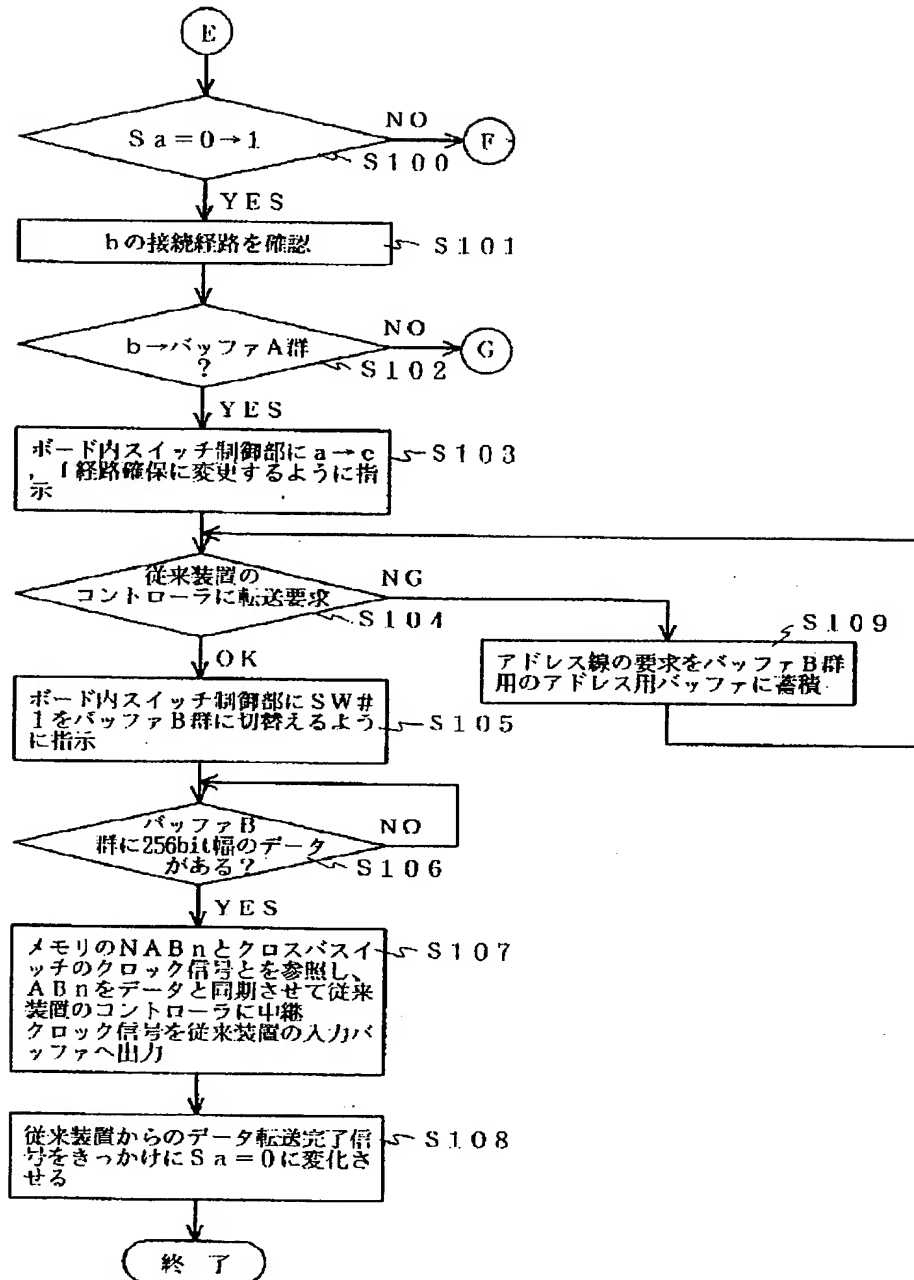 E
Sa=0→1
NO
F
S100
YES
bの接続経路を確認
S101
b→バッファA群
?
NO
G
S102
YES
ボード内スイッチ制御部にa→c
, f経路確保に変更するように指
示
S103
従来装置の
コントローラに転送要求
NG
S104
S109
アドレス線の要求をバッファB群
用のアドレス用バッファに蓄積
OK
ボード内スイッチ制御部にSW#
1をバッファB群に切替えるよう
に指示
S105
バッファB
群に256bit幅のデータ
がある?
NO
S106
YES
メモリのNABnとクロスバスイ
ッチのクロック信号とを参照し、
ABnをデータと同期させて従来
装置のコントローラに中継
クロック信号を従来装置の入力バ
ッファへ出力
S107
従来装置からのデータ転送完了信
号をきっかけにSa=0に変化さ
せる
S108
終 了